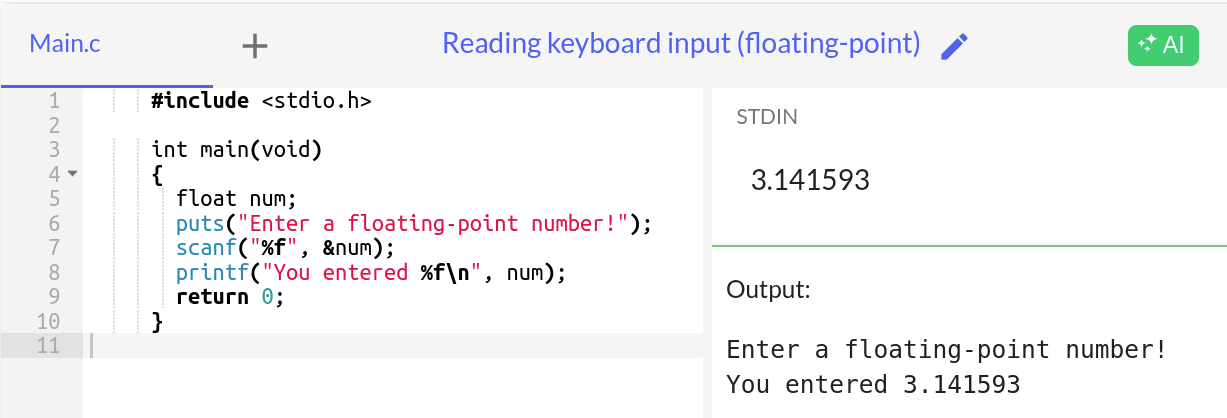 Main.c + Reading keyboard input (floating-point) AI
1 #include <stdio.h>
2
3 int main(void)
4 {
5 float num;
6 puts("Enter a floating-point number!");
7 scanf("%f", &num);
8 printf("You entered %f\n", num);
9 return 0;
10 }
11
STDIN
3.141593
Output:
Enter a floating-point number!
You entered 3.141593